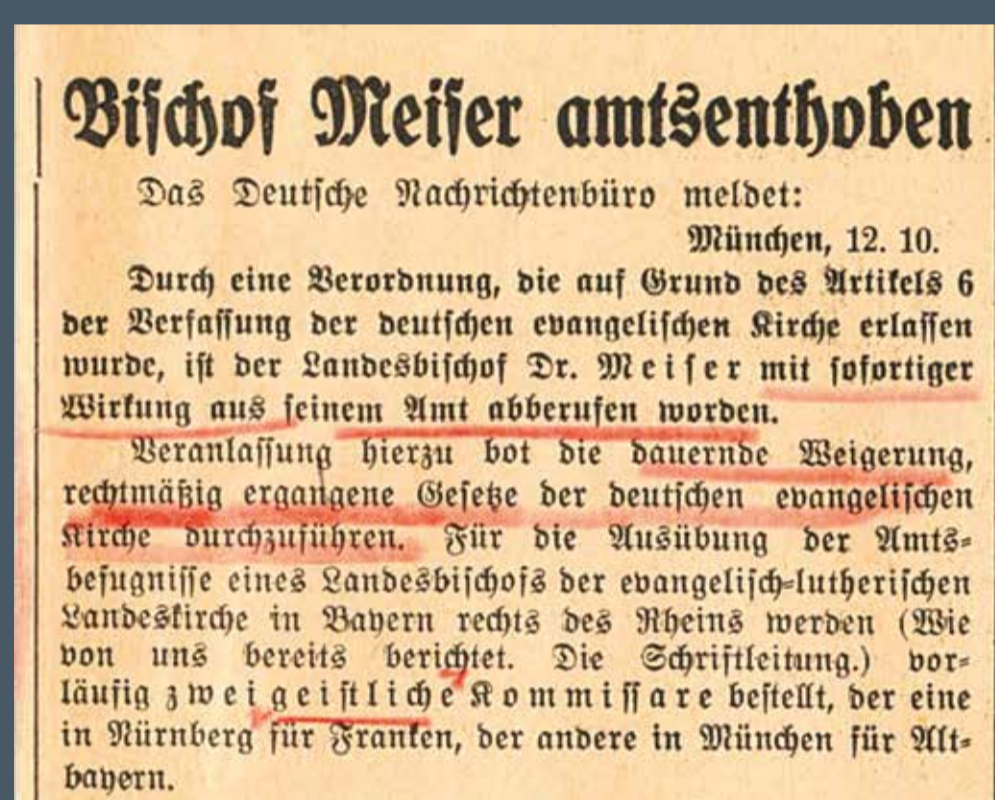 Bischof Meiser amtsenthoben
Das Deutsche Nachrichtenbüro meldet:
München, 12. 10.
Durch eine Verordnung, die auf Grund des Artikels 6
der Verfassung der deutschen evangelischen Kirche erlassen
wurde, ist der Landesbischof Dr. Meiser mit sofortiger
Wirkung aus seinem Amt abberufen worden.
Veranlassung hierzu bot die dauernde Weigerung,
rechtmäßig ergangene Gesetze der deutschen evangelischen
Kirche durchzuführen. Für die Ausübung der Amts-
befugnisse eines Landesbischofs der evangelisch-lutherischen
Landeskirche in Bayern rechts des Rheins werden (Wie
von uns bereits berichtet. Die Schriftleitung.) vor-
läufig zwei geistliche Kommissare bestellt, der eine
in Nürnberg für Franken, der andere in München für Alt-
bayern.